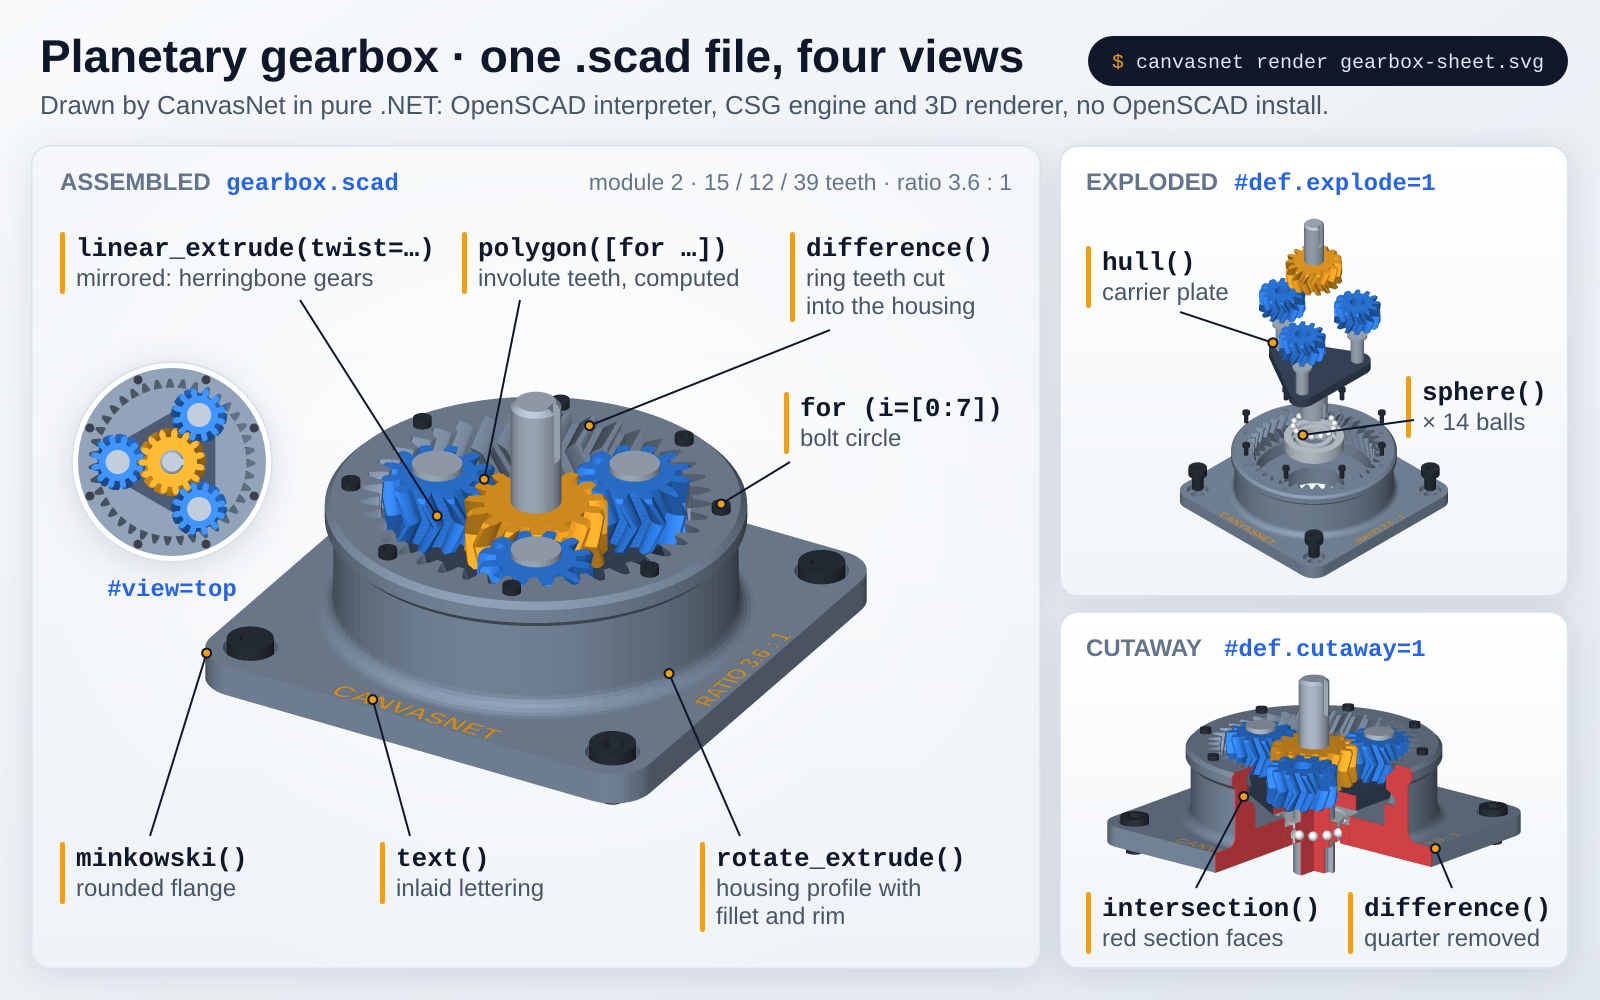 Planetary gearbox · one .scad file, four views
$ canvasnet render gearbox-sheet.svg
Drawn by CanvasNet in pure .NET: OpenSCAD interpreter, CSG engine and 3D renderer, no OpenSCAD install.
ASSEMBLED gearbox.scad
module 2 · 15 / 12 / 39 teeth · ratio 3.6 : 1
linear_extrude(twist=…)
mirrored: herringbone gears
polygon([for …])
involute teeth, computed
difference()
ring teeth cut
into the housing
for (i=[0:7])
bolt circle
#view=top
CANVASNET
RATIO 3.6 : 1
minkowski()
rounded flange
text()
inlaid lettering
rotate_extrude()
housing profile with
fillet and rim
EXPLODED #def.explode=1
hull()
carrier plate
sphere()
× 14 balls
CANVASNET
RATIO 3.6 : 1
CUTAWAY #def.cutaway=1
intersection()
red section faces
difference()
quarter removed